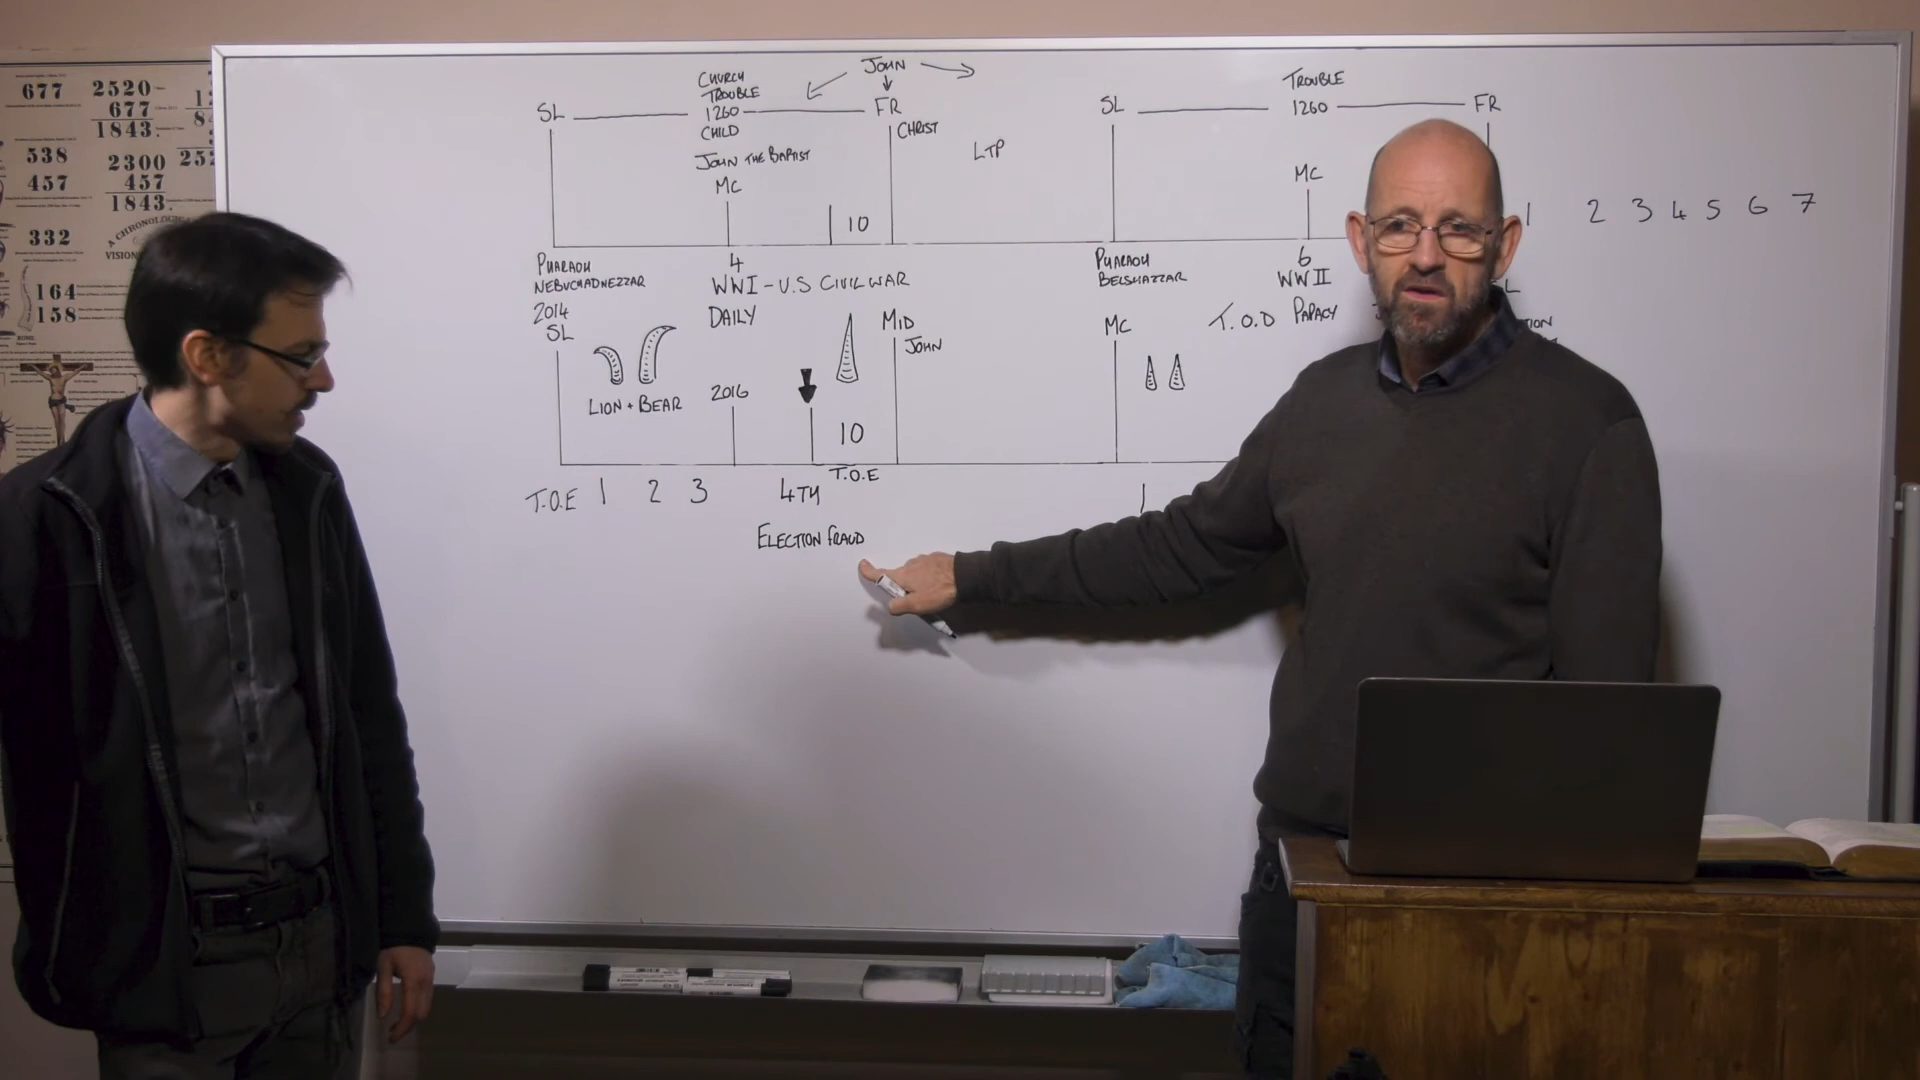 677
2520
677
1843.
538
457
2300
457
1843.
332
A CHRONOLOGICAL
VISION
164
158
JOHN
CHURCH
TROUBLE
SL
1260
FR
CHILD
CHRIST
JOHN THE BAPTIST
MC
10
LTP
TROUBLE
SL
1260
FR
MC
1 2 3 4 5 6 7
PHARAOH
NEBUCHADNEZZAR
4
WWI - U.S CIVIL WAR
DAILY
PHARAOH
BELSHAZZAR
6
WWII
T.O.D
PAPACY
2014
SL
LION + BEAR
2016
MID
JOHN
10
MC
T.O.E 1 2 3
4TH
T.O.E
1
ELECTION FRAUD